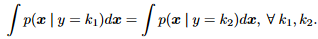 ∫ p(x | y = k₁)dx = ∫ p(x | y = k₂)dx, ∀ k₁, k₂.